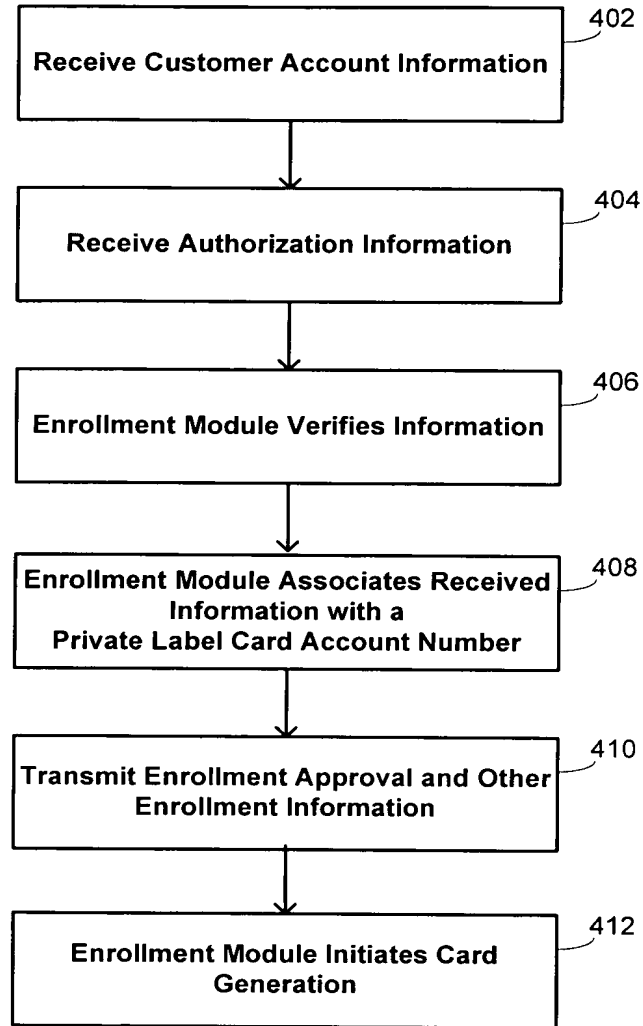 402
Receive Customer Account Information
404
Receive Authorization Information
406
Enrollment Module Verifies Information
408
Enrollment Module Associates Received
Information with a
Private Label Card Account Number
410
Transmit Enrollment Approval and Other
Enrollment Information
412
Enrollment Module Initiates Card
Generation